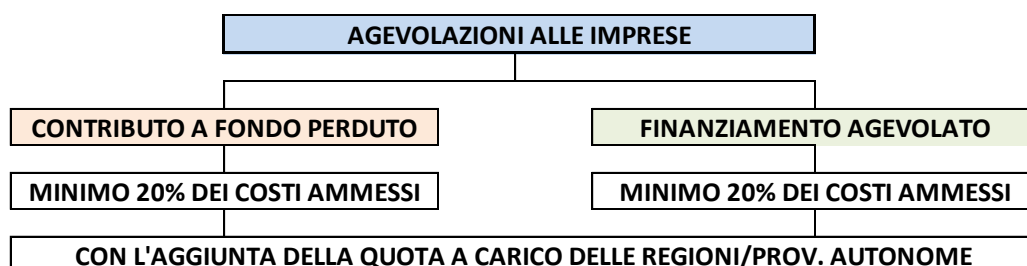 AGEVOLAZIONI ALLE IMPRESE
CONTRIBUTO A FONDO PERDUTO
FINANZIAMENTO AGEVOLATO
MINIMO 20% DEI COSTI AMMESSI
MINIMO 20% DEI COSTI AMMESSI
CON L'AGGIUNTA DELLA QUOTA A CARICO DELLE REGIONI/PROV. AUTONOME